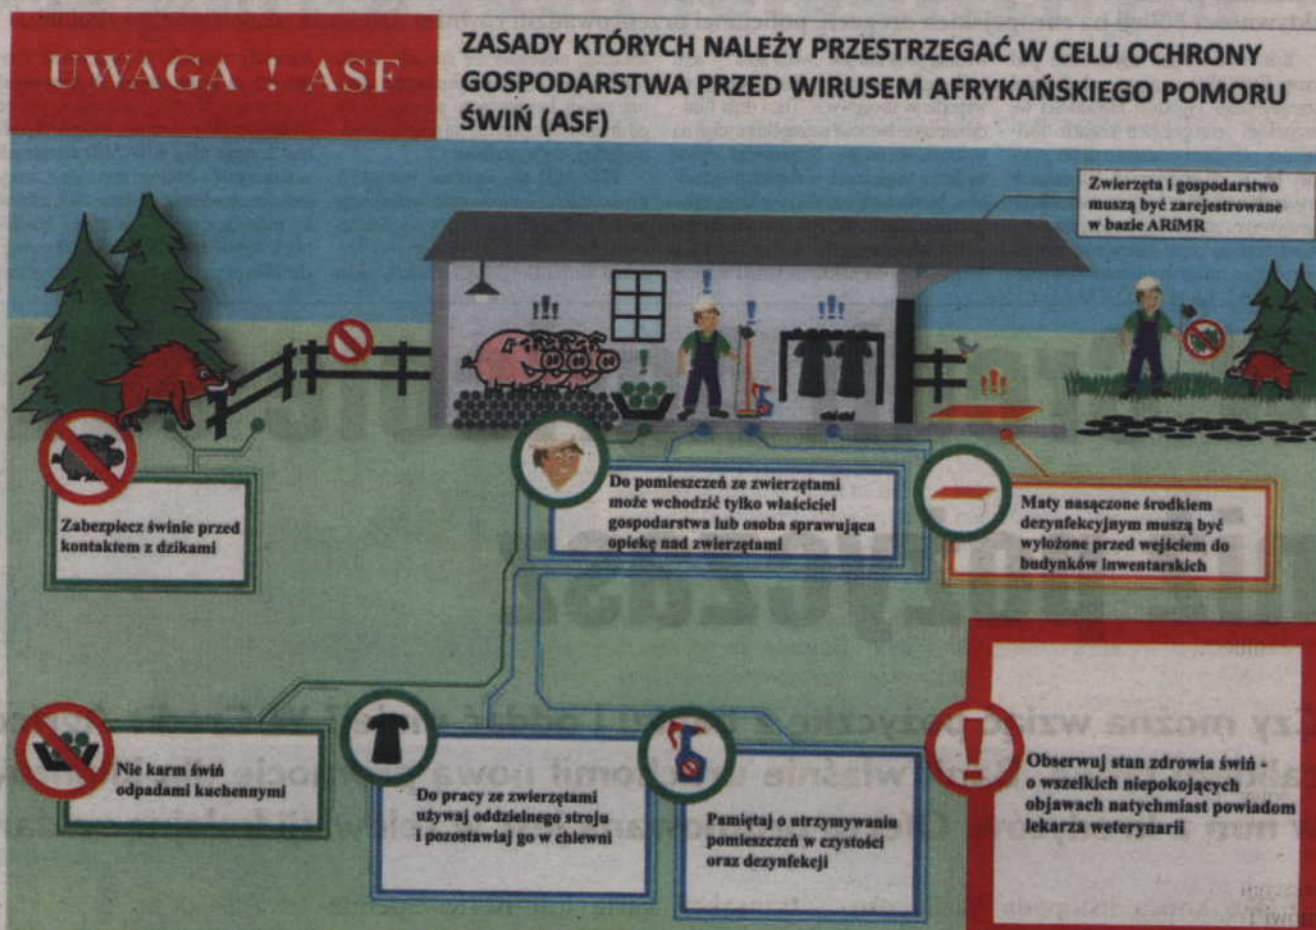 UWAGA ! ASF
ZASADY KTÓRYCH NALEŻY PRZESTRZEGAĆ W CELU OCHRONY
GOSPODARSTWA PRZED WIRUSEM AFRYKAŃSKIEGO POMORU
ŚWIŃ (ASF)
Zwierzęta i gospodarstwo
muszą być zarejestrowane
w bazie ARiMR
Zabezpiecz świnie przed
kontaktem z dzikami
Do pomieszczeń ze zwierzętami
może wchodzić tylko właściciel
gospodarstwa lub osoba sprawująca
opiekę nad zwierzętami
Maty nasączone środkiem
dezynfekcyjnym muszą być
wyłożone przed wejściem do
budynków inwentarskich
Nie karm świń
odpadami kuchennymi
Do pracy ze zwierzętami
używaj oddzielnego stroju
i pozostawiaj go w chlewni
Pamiętaj o utrzymywaniu
pomieszczeń w czystości
oraz dezynfekcji
Obserwuj stan zdrowia świń -
o wszelkich niepokojących
objawach natychmiast powiadom
lekarza weterynarii